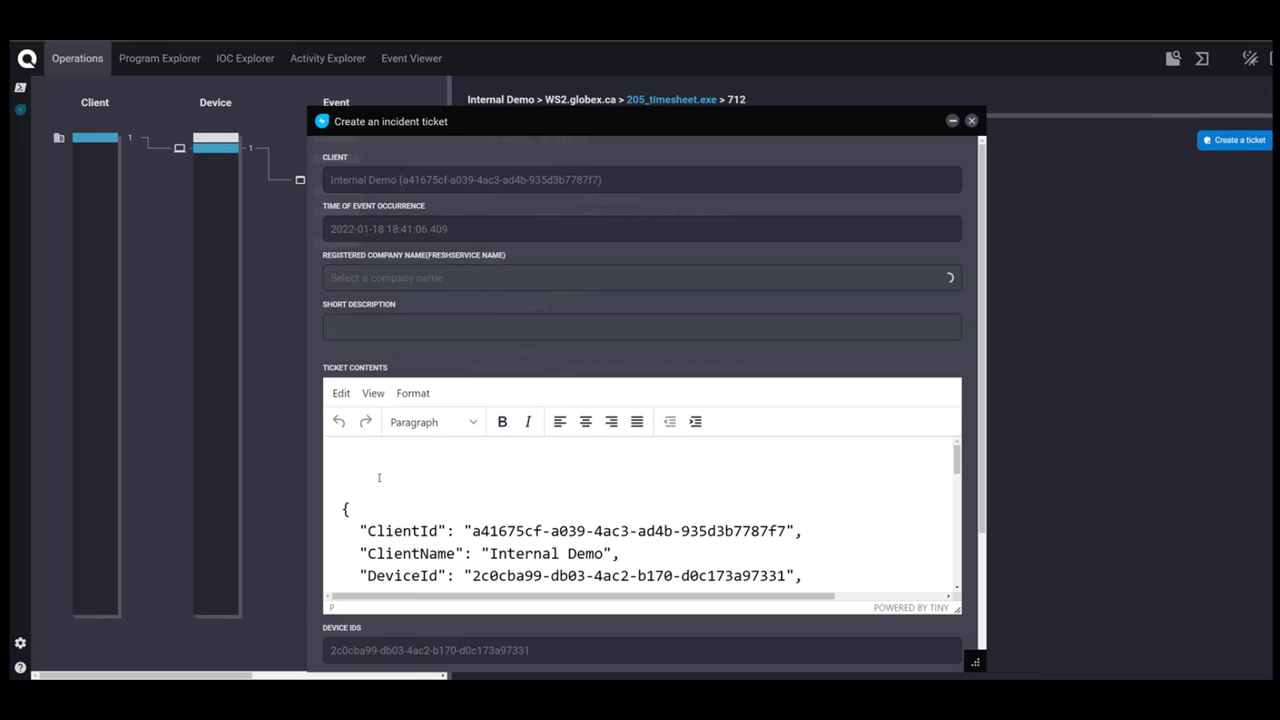 Operations Program Explorer IOC Explorer Activity Explorer Event Viewer
Client Device Event
Internal Demo > WS2.globex.ca > 205_timesheet.exe > 712
1
1
Create a ticket
Create an incident ticket
CLIENT
Internal Demo (a41675cf-a039-4ac3-ad4b-935d3b7787f7)
TIME OF EVENT OCCURRENCE
2022-01-18 18:41:06.409
REGISTERED COMPANY NAME(FRESHSERVICE NAME)
Select a company name
SHORT DESCRIPTION
TICKET CONTENTS
Edit View Format
Paragraph B I
{
"ClientId": "a41675cf-a039-4ac3-ad4b-935d3b7787f7",
"ClientName": "Internal Demo",
"DeviceId": "2c0cba99-db03-4ac2-b170-d0c173a97331",
P POWERED BY TINY
DEVICE IDS
2c0cba99-db03-4ac2-b170-d0c173a97331